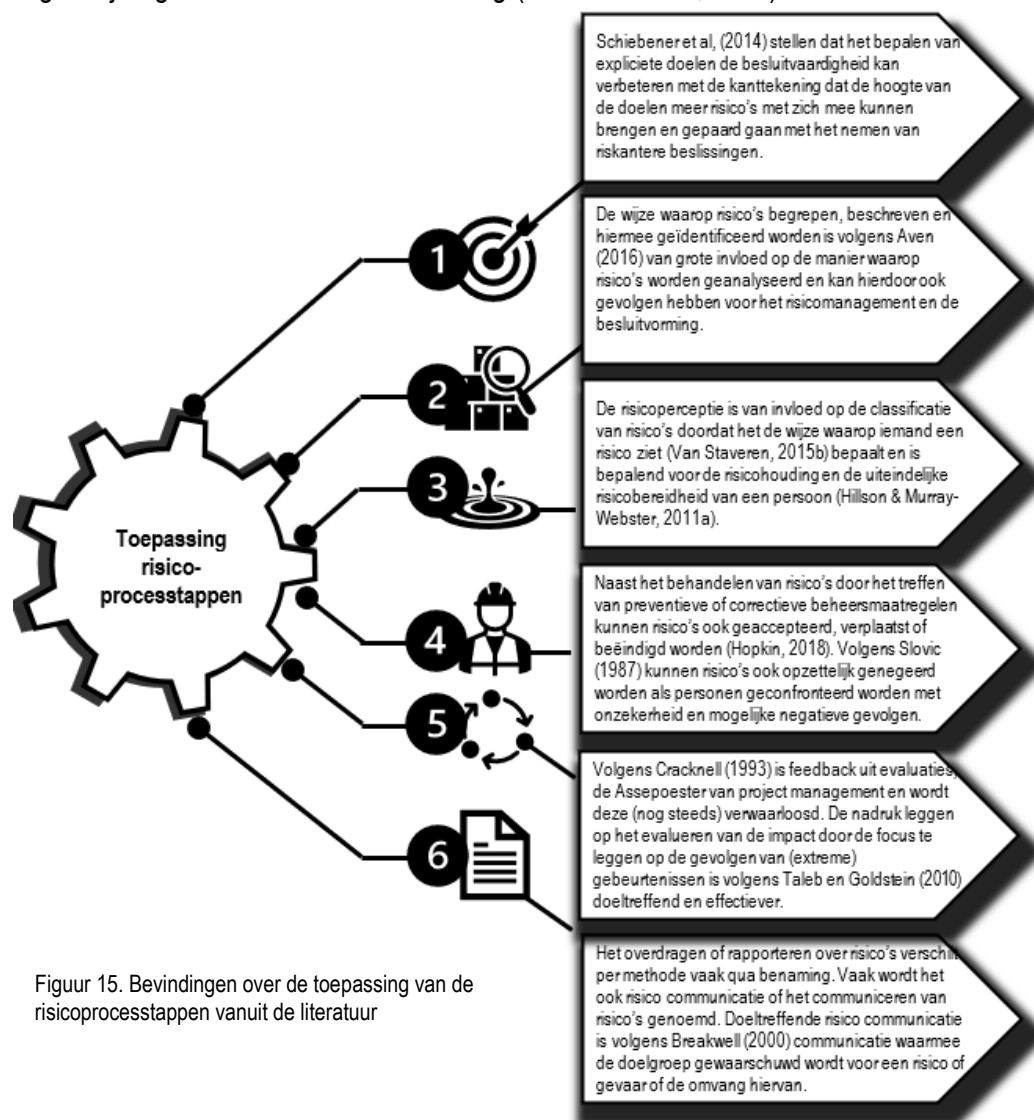 Schiebener et al, (2014) stellen dat het bepalen van
expliciete doelen de besluitvaardigheid kan
verbeteren met de kanttekening dat de hoogte van
de doelen meer risico's met zich mee kunnen
brengen en gepaard gaan met het nemen van
riskantere beslissingen.
De wijze waarop risico's begrepen, beschreven en
hiermee geïdentificeerd worden is volgens Aven
(2016) van grote invloed op de manier waarop
risico's worden geanalyseerd en kan hierdoor ook
gevolgen hebben voor het risicomanagement en de
besluitvorming.
De risicoperceptie is van invloed op de classificatie
van risico's doordat het de wijze waarop iemand een
risico ziet (Van Staveren, 2015b) bepaalt en is
bepalend voor de risicohouding en de uiteindelijke
risicobereidheid van een persoon (Hillson & Murray-
Webster, 2011a).
Naast het behandelen van risico's door het treffen
van preventieve of correctieve beheersmaatregelen
kunnen risico's ook geaccepteerd, verplaatst of
beëindigd worden (Hopkin, 2018). Volgens Slovic
(1987) kunnen risico's ook opzettelijk genegeerd
worden als personen geconfronteerd worden met
onzekerheid en mogelijke negatieve gevolgen.
Volgens Cracknell (1993) is feedback uit evaluaties,
de Assepoester van project management en wordt
deze (nog steeds) verwaarloosd. De nadruk leggen
op het evalueren van de impact door de focus te
leggen op de gevolgen van (extreme)
gebeurtenissen is volgens Taleb en Goldstein (2010)
doeltreffend en effectiever.
Het overdragen of rapporteren over risico's verschilt
per methode vaak qua benaming. Vaak wordt het
ook risico communicatie of het communiceren van
risico's genoemd. Doeltreffende risico communicatie
is volgens Breakwell (2000) communicatie waarmee
de doelgroep gewaarschuwd wordt voor een risico of
gevaar of de omvang hiervan.
1
2
3
4
5
6
Toepassing
risico-
processtappen
Figuur 15. Bevindingen over de toepassing van de
risicoprocesstappen vanuit de literatuur